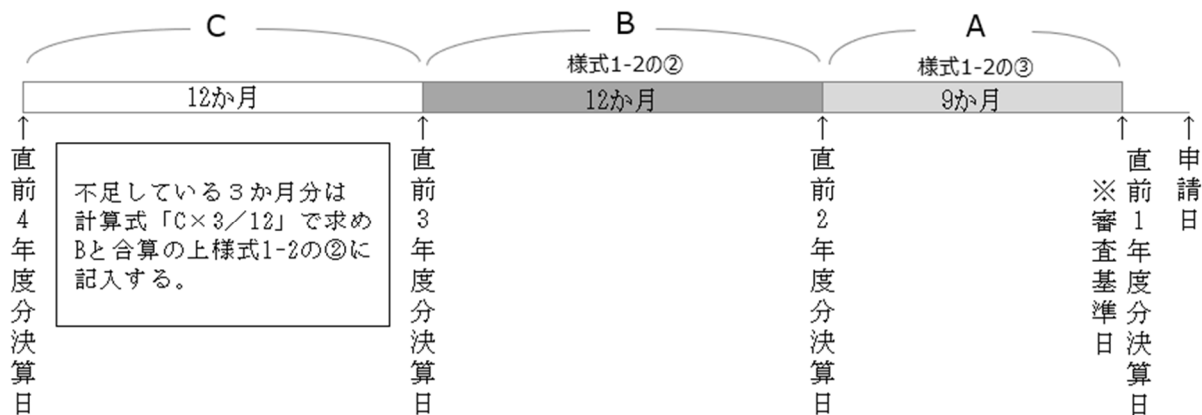 C
B
A
様式1-2の②
様式1-2の③
12か月
12か月
9か月
↑直前4年度分決算日
不足している3か月分は
計算式「C×3/12」で求め
Bと合算の上様式1-2の②に
記入する。
↑直前3年度分決算日
↑直前2年度分決算日
↑直前1年度分決算日
※審査基準日
↑申請日